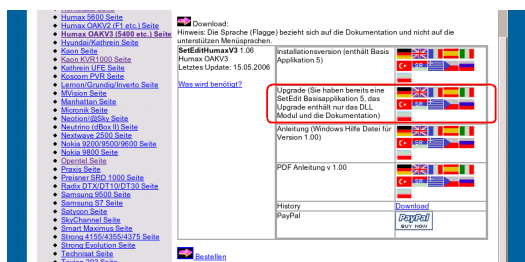 Humax 5600 Seite
Humax OAKV2 (F1 etc.) Seite
Humax OAKV3 (5400 etc.) Seite
Hyundai/Kathrein Seite
Kaon Seite
Kaon KVR1000 Seite
Kathrein UFE Seite
Koscom PVR Seite
Lemon/Grundig/Inverto Seite
MVision Seite
Manhattan Seite
Micronik Seite
Neotion/@Sky Seite
Neutrino (dBox II) Seite
Nextwave 2500 Seite
Nokia 9200/9500/9600 Seite
Nokia 9800 Seite
Opentel Seite
Praxis Seite
Preisner SRD 1000 Seite
Radix DTX/DT10/DT30 Seite
Samsung 9500 Seite
Samsung S7 Seite
Satycon Seite
SkyChannel Seite
Smart Maximus Seite
Strong 4155/4355/4375 Seite
Strong Evolution Seite
Technisat Seite
Download:
Hinweis: Die Sprache (Flagge) bezieht sich auf die Dokumentation und nicht auf die
unterstützen Menüsprachen.
SetEditHumaxV3 1.06
Humax OAKV3
Letztes Update: 15.05.2006
Was wird benötigt?
Installationsversion (enthält Basis
Applikation 5)
Upgrade (Sie haben bereits eine
SetEdit Basisapplikation 5, das
Upgrade enthält nur das DLL
Modul und die Dokumentation)
Anleitung (Windows Hilfe Datei für
Version 1.00)
PDF Anleitung v 1.00
History
Download
PayPal
PayPal
BUY NOW
Bestellen